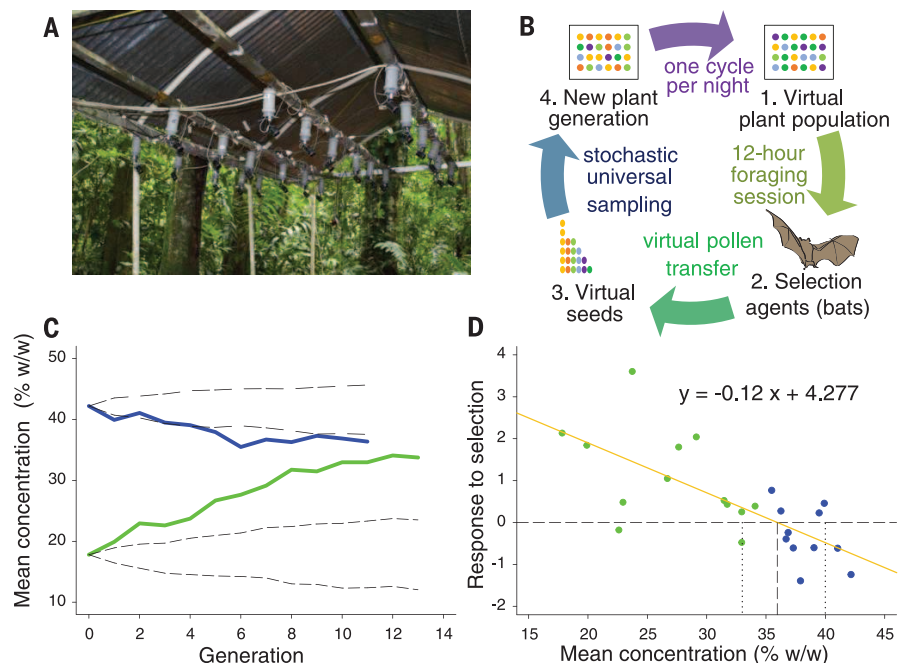 A
B
one cycle
per night
4. New plant
generation
1. Virtual
plant population
stochastic
universal
sampling
12-hour
foraging
session
virtual pollen
transfer
3. Virtual
seeds
2. Selection
agents (bats)
C
Mean concentration (% w/w)
50
40
30
20
10
0 2 4 6 8 10 12 14
Generation
D
Response to selection
4
3
2
1
0
-1
-2
y = -0.12 x + 4.277
15 20 25 30 35 40 45
Mean concentration (% w/w)